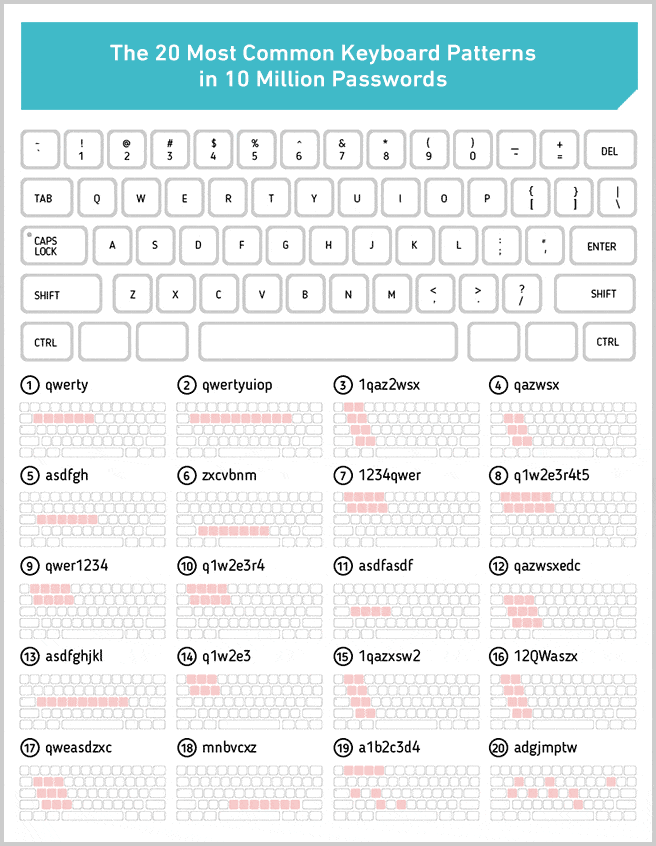 The 20 Most Common Keyboard Patterns
in 10 Million Passwords
~ ! @ # $ % ^ & * ( ) — +
` 1 2 3 4 5 6 7 8 9 0 - = DEL
TAB Q W E R T Y U I O P { } |
[ ] \
CAPS
LOCK A S D F G H J K L : " ENTER
; '
SHIFT Z X C V B N M < > ? SHIFT
, . /
CTRL CTRL
1 qwerty 2 qwertyuiop 3 1qaz2wsx 4 qazwsx
5 asdfgh 6 zxcvbnm 7 1234qwer 8 q1w2e3r4t5
9 qwer1234 10 q1w2e3r4 11 asdfasdf 12 qazwsxedc
13 asdfghjkl 14 q1w2e3 15 1qazxsw2 16 12QWaszx
17 qweasdzxc 18 mnbvcxz 19 a1b2c3d4 20 adgjmptw